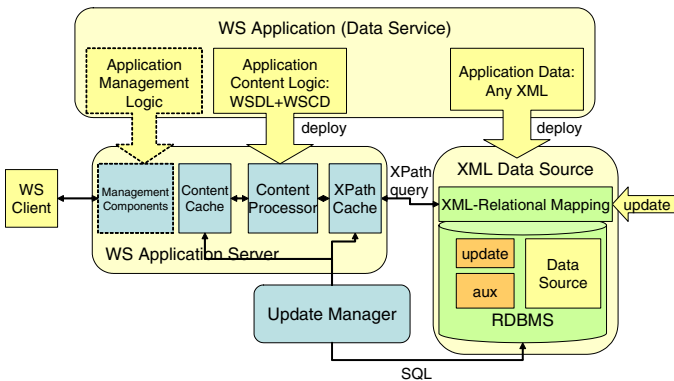 WS Application (Data Service)
Application
Management
Logic
Application
Content Logic:
WSDL+WSCD
Application Data:
Any XML
deploy
deploy
WS
Client
Management
Components
Content
Cache
Content
Processor
XPath
Cache
WS Application Server
XPath
query
XML Data Source
XML-Relational Mapping
update
update
aux
Data
Source
RDBMS
Update Manager
SQL